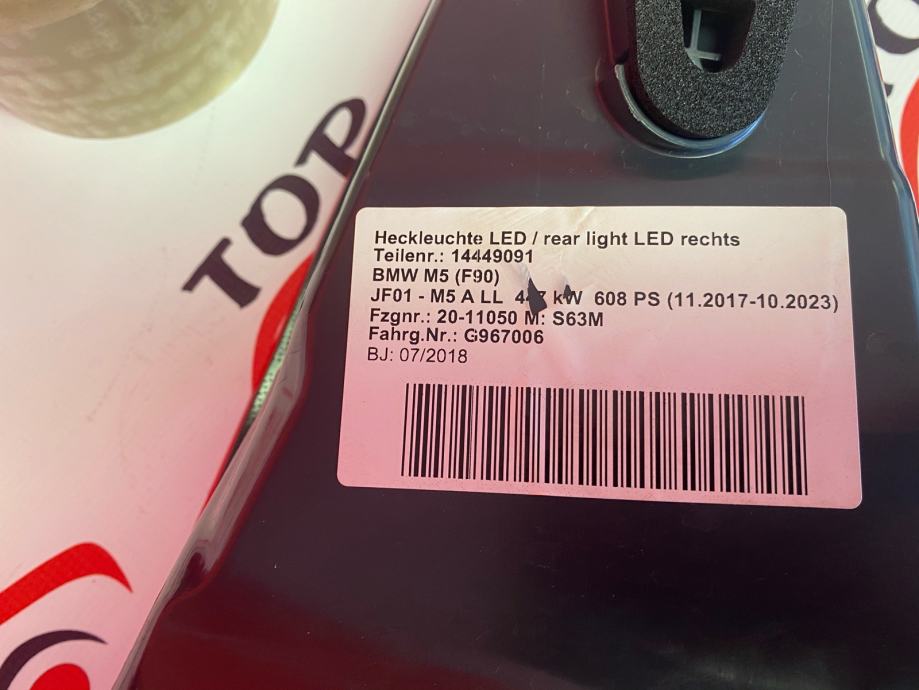 TOP
Heckleuchte LED / rear light LED rechts
Teilenr.: 14449091
BMW M5 (F90)
JF01 - M5 A LL kW 608 PS (11.2017-10.2023)
Fzgnr.: 20-11050 M: S63M
Fahrg.Nr.: G967006
BJ: 07/2018